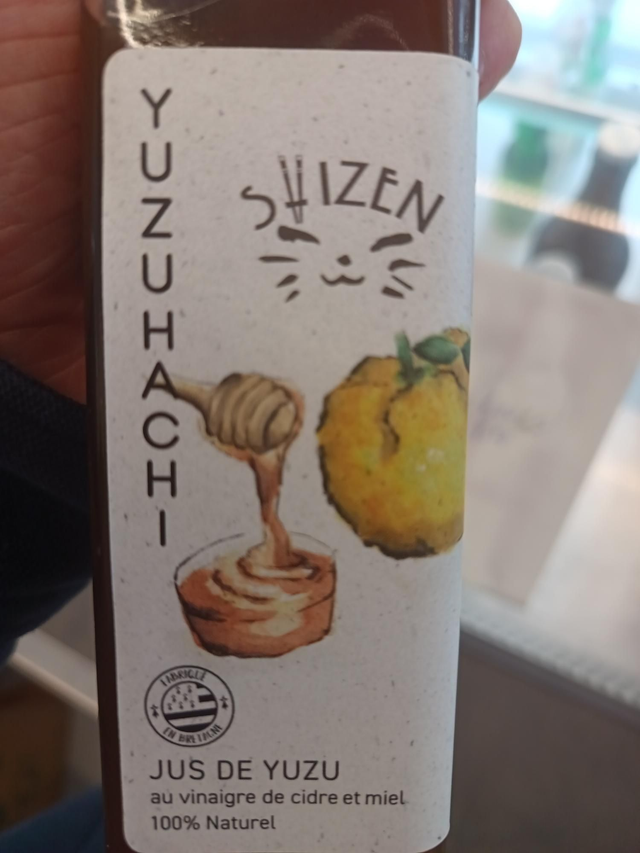 YUZUHACHI
SHIZEN
FABRIQUÉ
EN BRETAGNE
JUS DE YUZU
au vinaigre de cidre et miel
100% Naturel